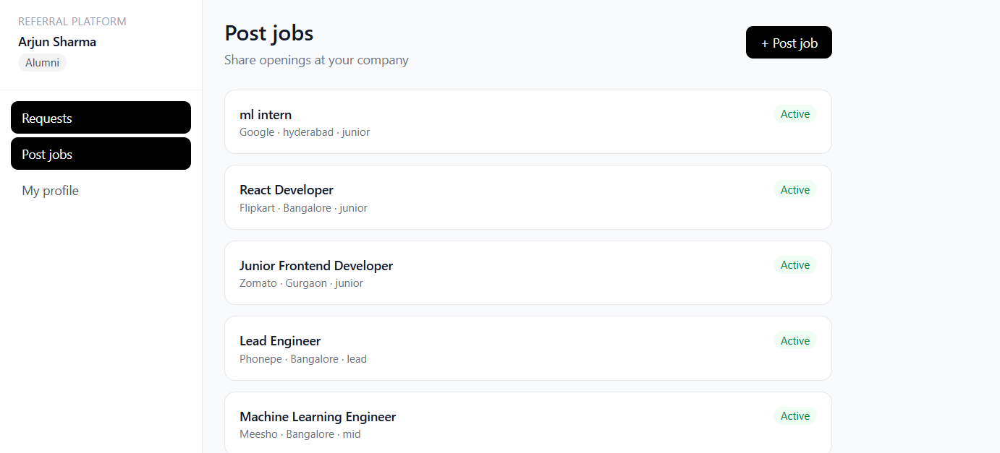 REFERRAL PLATFORM
Arjun Sharma
Alumni
Requests
Post jobs
My profile
Post jobs
Share openings at your company
+ Post job
ml intern
Active
Google · hyderabad · junior
React Developer
Active
Flipkart · Bangalore · junior
Junior Frontend Developer
Active
Zomato · Gurgaon · junior
Lead Engineer
Active
Phonepe · Bangalore · lead
Machine Learning Engineer
Active
Meesho · Bangalore · mid